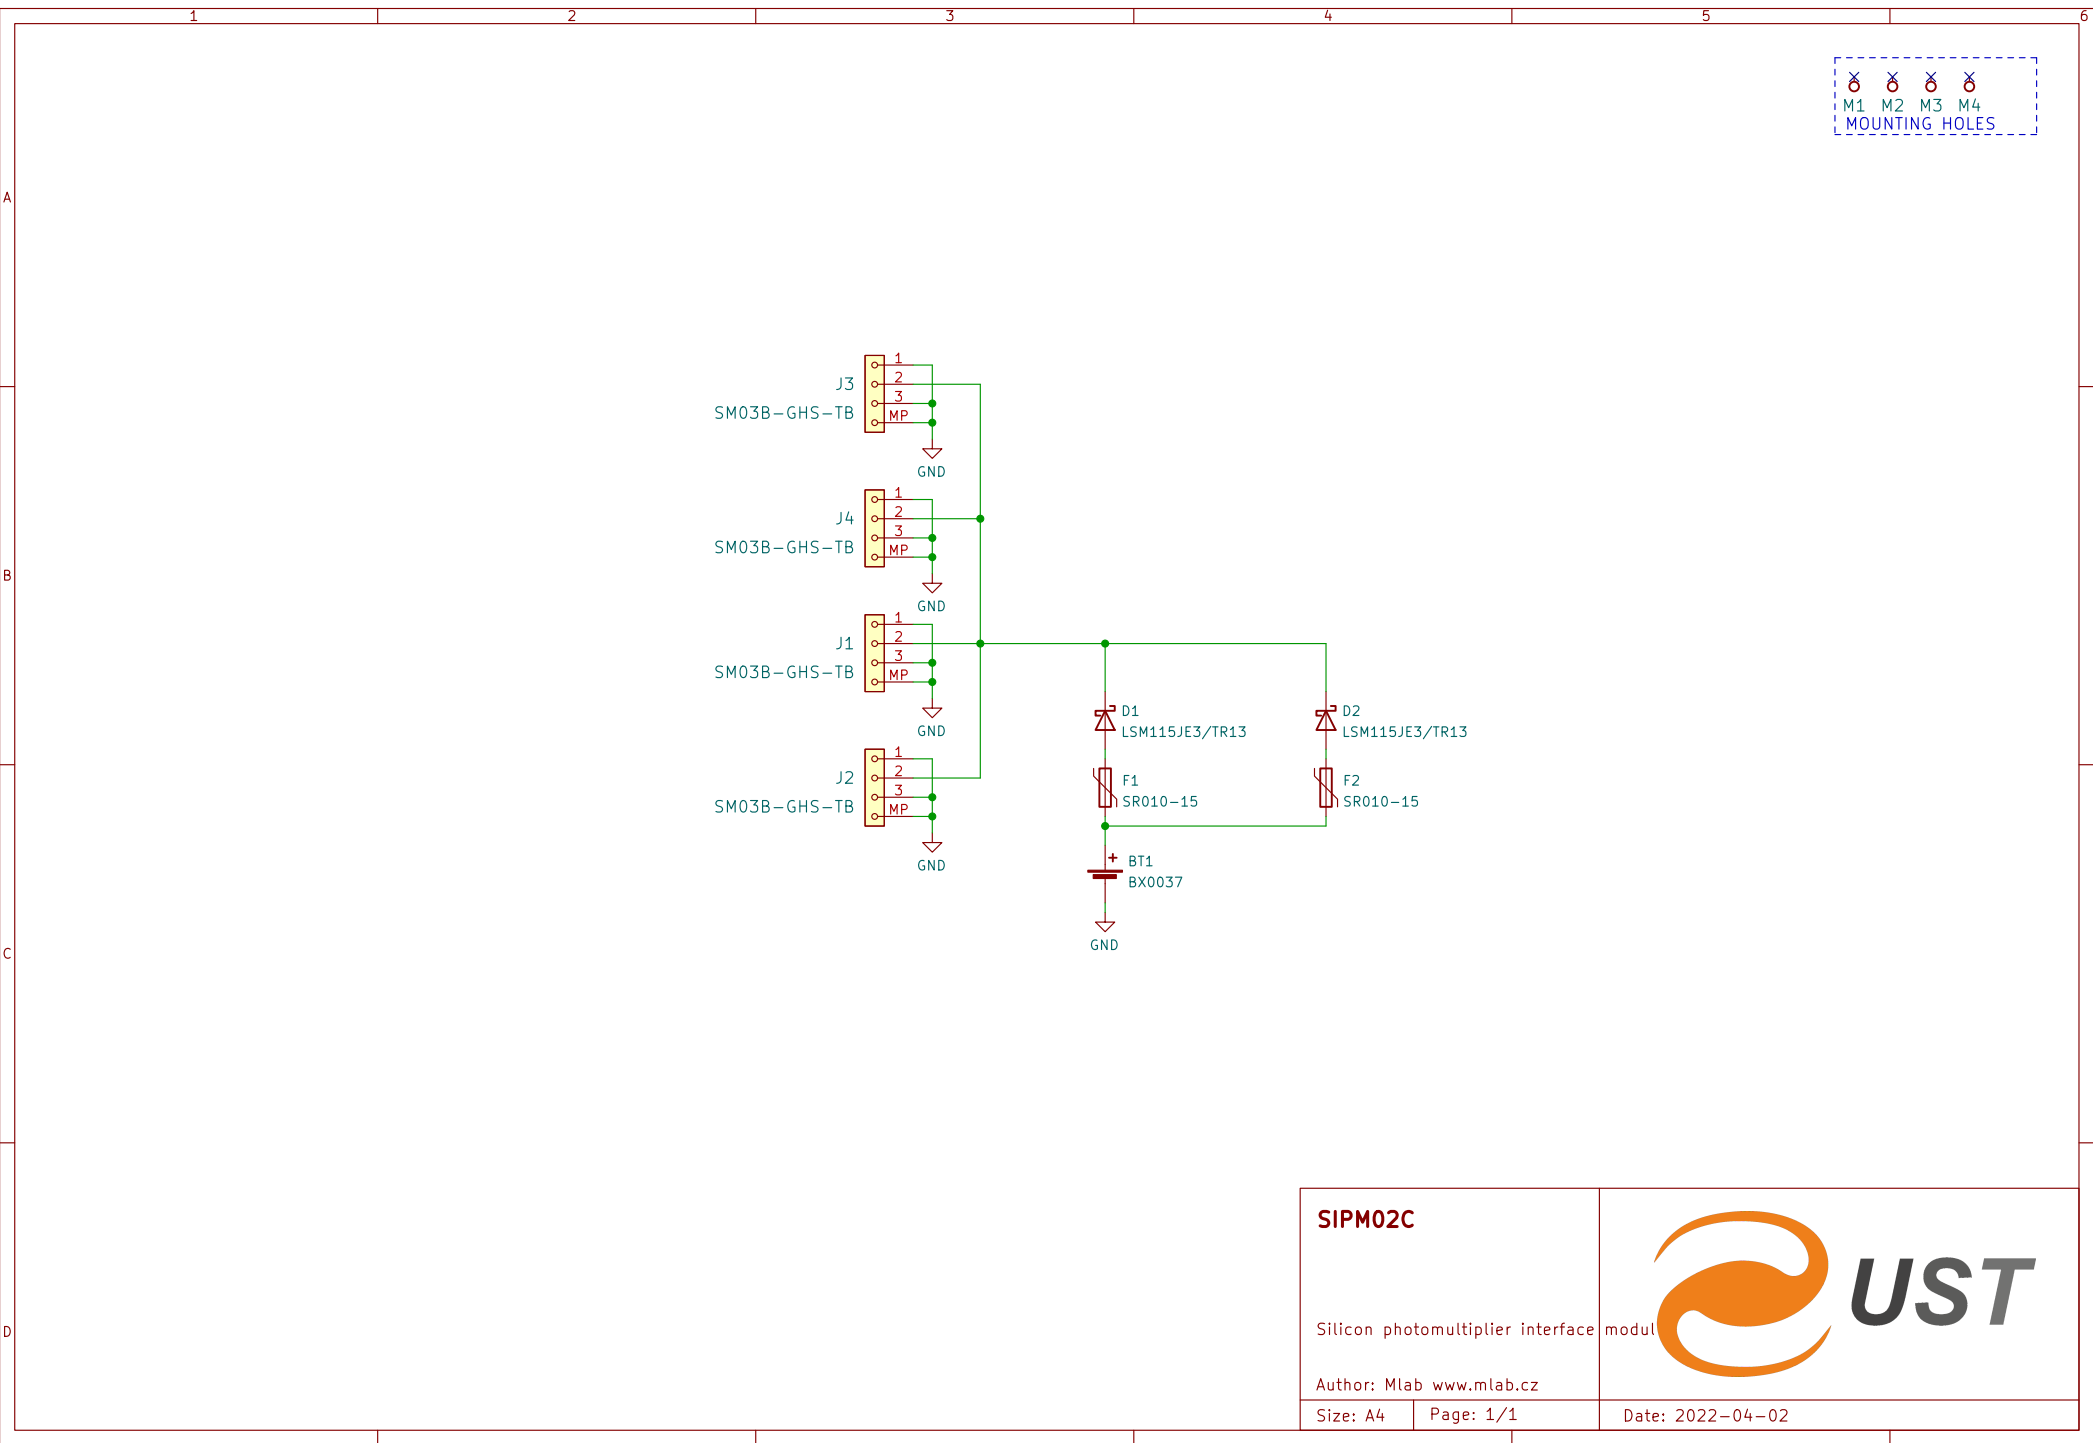 1 2 3 4 5 6
M1 M2 M3 M4
MOUNTING HOLES
A
B
C
D
J3
SM03B-GHS-TB
1
2
3
MP
GND
J4
SM03B-GHS-TB
1
2
3
MP
GND
J1
SM03B-GHS-TB
1
2
3
MP
GND
J2
SM03B-GHS-TB
1
2
3
MP
GND
D1
LSM115JE3/TR13
D2
LSM115JE3/TR13
F1
SR010-15
F2
SR010-15
+
BT1
BX0037
GND
SIPM02C
Silicon photomultiplier interface modul
Author: Mlab www.mlab.cz
Size: A4
Page: 1/1
Date: 2022-04-02
UST